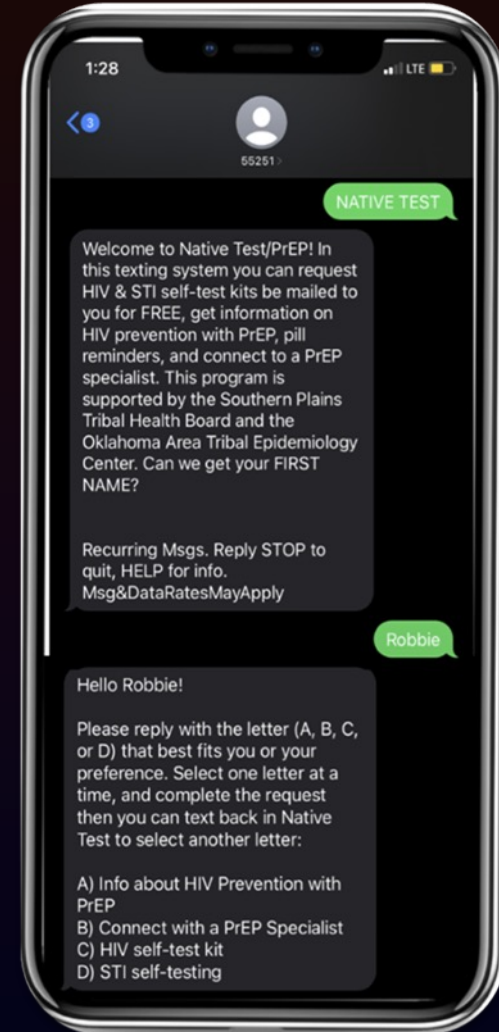 1:28
LTE
3
55251
NATIVE TEST
Welcome to Native Test/PrEP! In
this texting system you can request
HIV & STI self-test kits be mailed to
you for FREE, get information on
HIV prevention with PrEP, pill
reminders, and connect to a PrEP
specialist. This program is
supported by the Southern Plains
Tribal Health Board and the
Oklahoma Area Tribal Epidemiology
Center. Can we get your FIRST
NAME?
Recurring Msgs. Reply STOP to
quit, HELP for info.
Msg&DataRatesMayApply
Robbie
Hello Robbie!
Please reply with the letter (A, B, C,
or D) that best fits you or your
preference. Select one letter at a
time, and complete the request
then you can text back in Native
Test to select another letter:
A) Info about HIV Prevention with
PrEP
B) Connect with a PrEP Specialist
C) HIV self-test kit
D) STI self-testing